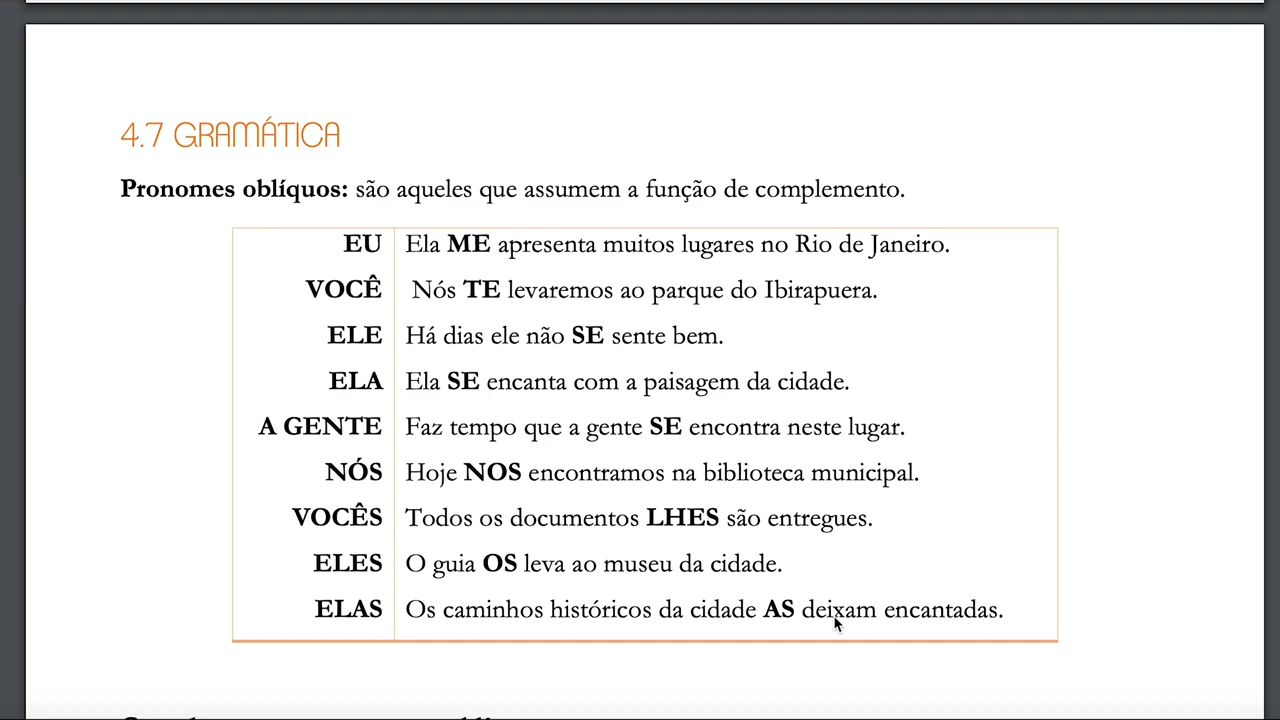 4.7 GRAMÁTICA
Pronomes oblíquos: são aqueles que assumem a função de complemento.
EU Ela ME apresenta muitos lugares no Rio de Janeiro.
VOCÊ Nós TE levaremos ao parque do Ibirapuera.
ELE Há dias ele não SE sente bem.
ELA Ela SE encanta com a paisagem da cidade.
A GENTE Faz tempo que a gente SE encontra neste lugar.
NÓS Hoje NOS encontramos na biblioteca municipal.
VOCÊS Todos os documentos LHES são entregues.
ELES O guia OS leva ao museu da cidade.
ELAS Os caminhos históricos da cidade AS deixam encantadas.